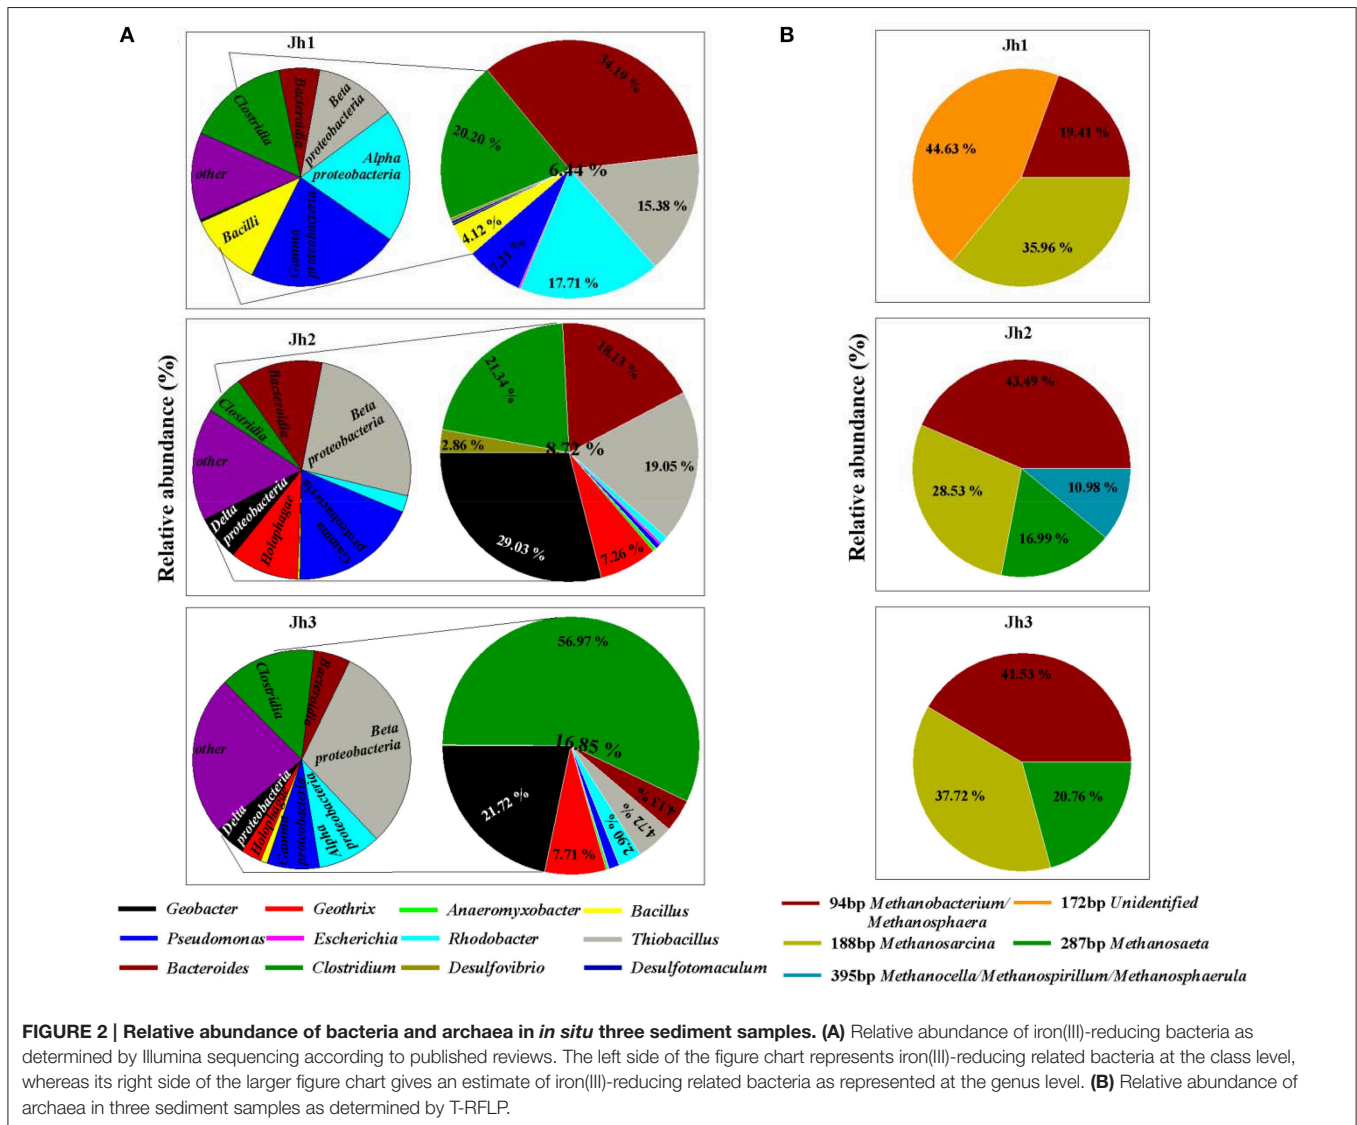 A
Jh1
Clostridia
Bacteroidia
Beta
proteobacteria
Alpha
proteobacteria
other
Bacilli
Gamma
proteobacteria
34.19 %
20.20 %
6.44 %
15.38 %
4.12 %
7.21 %
17.71 %
Relative abundance (%)
Jh2
Bacteroidia
Clostridia
Beta
proteobacteria
other
Delta
proteobacteria
Holophagae
Gamma
proteobacteria
21.34 %
18.13 %
2.86 %
8.72 %
19.05 %
29.03 %
7.26 %
Jh3
Clostridia
Bacteroidia
Beta
proteobacteria
other
Delta
proteobacteria
Holophagae
Gamma
proteobacteria
Alpha
proteobacteria
56.97 %
16.85 %
4.13 %
4.72 %
2.90 %
21.72 %
7.71 %
Geobacter Geothrix Anaeromyxobacter Bacillus
Pseudomonas Escherichia Rhodobacter Thiobacillus
Bacteroides Clostridium Desulfovibrio Desulfotomaculum
B
Jh1
44.63 %
19.41 %
35.96 %
Relative abundance (%)
Jh2
43.49 %
28.53 %
10.98 %
16.99 %
Jh3
41.53 %
37.72 %
20.76 %
94bp Methanobacterium/ 172bp Unidentified
Methanosphaera
188bp Methanosarcina 287bp Methanosaeta
395bp Methanocella/Methanospirillum/Methanosphaerula
FIGURE 2 | Relative abundance of bacteria and archaea in in situ three sediment samples. (A) Relative abundance of iron(III)-reducing bacteria as
determined by Illumina sequencing according to published reviews. The left side of the figure chart represents iron(III)-reducing related bacteria at the class level,
whereas its right side of the larger figure chart gives an estimate of iron(III)-reducing related bacteria as represented at the genus level. (B) Relative abundance of
archaea in three sediment samples as determined by T-RFLP.